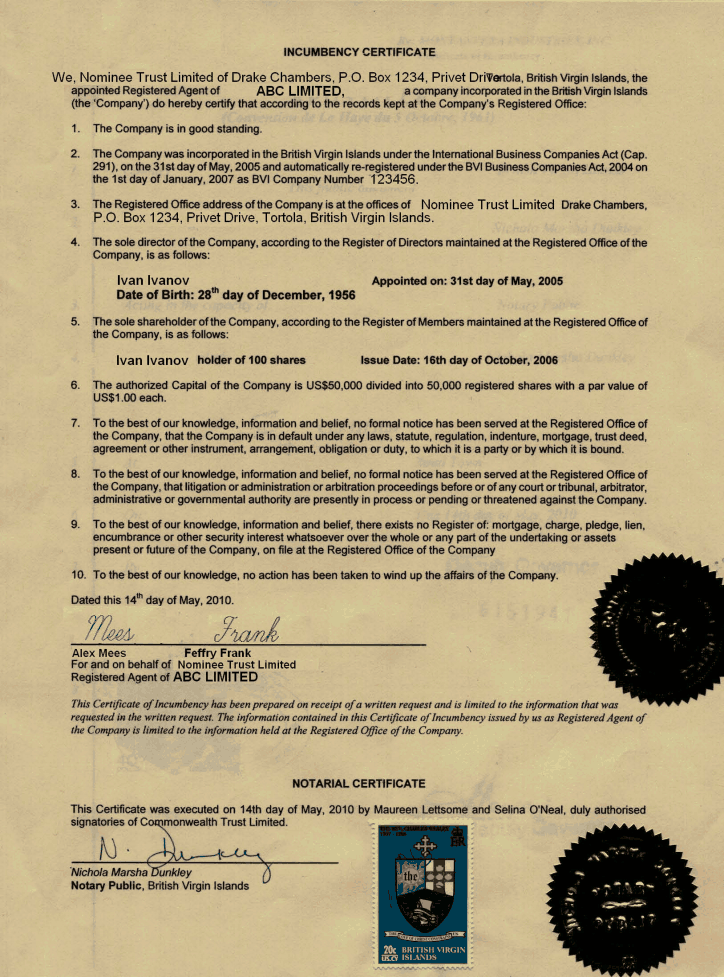 INCUMBENCY CERTIFICATE
We, Nominee Trust Limited of Drake Chambers, P.O. Box 1234, Privet Drive Tortola, British Virgin Islands, the
appointed Registered Agent of ABC LIMITED, a company incorporated in the British Virgin Islands
(the 'Company') do hereby certify that according to the records kept at the Company's Registered Office:
1. The Company is in good standing.
2. The Company was incorporated in the British Virgin Islands under the International Business Companies Act (Cap.
291), on the 31st day of May, 2005 and automatically re-registered under the BVI Business Companies Act, 2004 on
the 1st day of January, 2007 as BVI Company Number 123456.
3. The Registered Office address of the Company is at the offices of Nominee Trust Limited Drake Chambers,
P.O. Box 1234, Privet Drive, Tortola, British Virgin Islands.
4. The sole director of the Company, according to the Register of Directors maintained at the Registered Office of the
Company, is as follows:
Ivan Ivanov Appointed on: 31st day of May, 2005
Date of Birth: 28th day of December, 1956
5. The sole shareholder of the Company, according to the Register of Members maintained at the Registered Office of
the Company, is as follows:
Ivan Ivanov holder of 100 shares Issue Date: 16th day of October, 2006
6. The authorized Capital of the Company is US$50,000 divided into 50,000 registered shares with a par value of
US$1.00 each.
7. To the best of our knowledge, information and belief, no formal notice has been served at the Registered Office of
the Company, that the Company is in default under any laws, statute, regulation, indenture, mortgage, trust deed,
agreement or other instrument, arrangement, obligation or duty, to which it is a party or by which it is bound.
8. To the best of our knowledge, information and belief, no formal notice has been served at the Registered Office of
the Company, that litigation or administration or arbitration proceedings before or of any court or tribunal, arbitrator,
administrative or governmental authority are presently in process or pending or threatened against the Company.
9. To the best of our knowledge, information and belief, there exists no Register of: mortgage, charge, pledge, lien,
encumbrance or other security interest whatsoever over the whole or any part of the undertaking or assets
present or future of the Company, on file at the Registered Office of the Company
10. To the best of our knowledge, no action has been taken to wind up the affairs of the Company.
Dated this 14th day of May, 2010.
Mees Frank
Alex Mees Feffry Frank
For and on behalf of Nominee Trust Limited
Registered Agent of ABC LIMITED
This Certificate of Incumbency has been prepared on receipt of a written request and is limited to the information that was
requested in the written request. The information contained in this Certificate of Incumbency issued by us as Registered Agent of
the Company is limited to the information held at the Registered Office of the Company.
NOTARIAL CERTIFICATE
This Certificate was executed on 14th day of May, 2010 by Maureen Lettsome and Selina O'Neal, duly authorised
signatories of Commonwealth Trust Limited.
N. Dunkley
Nichola Marsha Dunkley
Notary Public, British Virgin Islands
the
20c
US.CY
BRITISH VIRGIN
ISLANDS